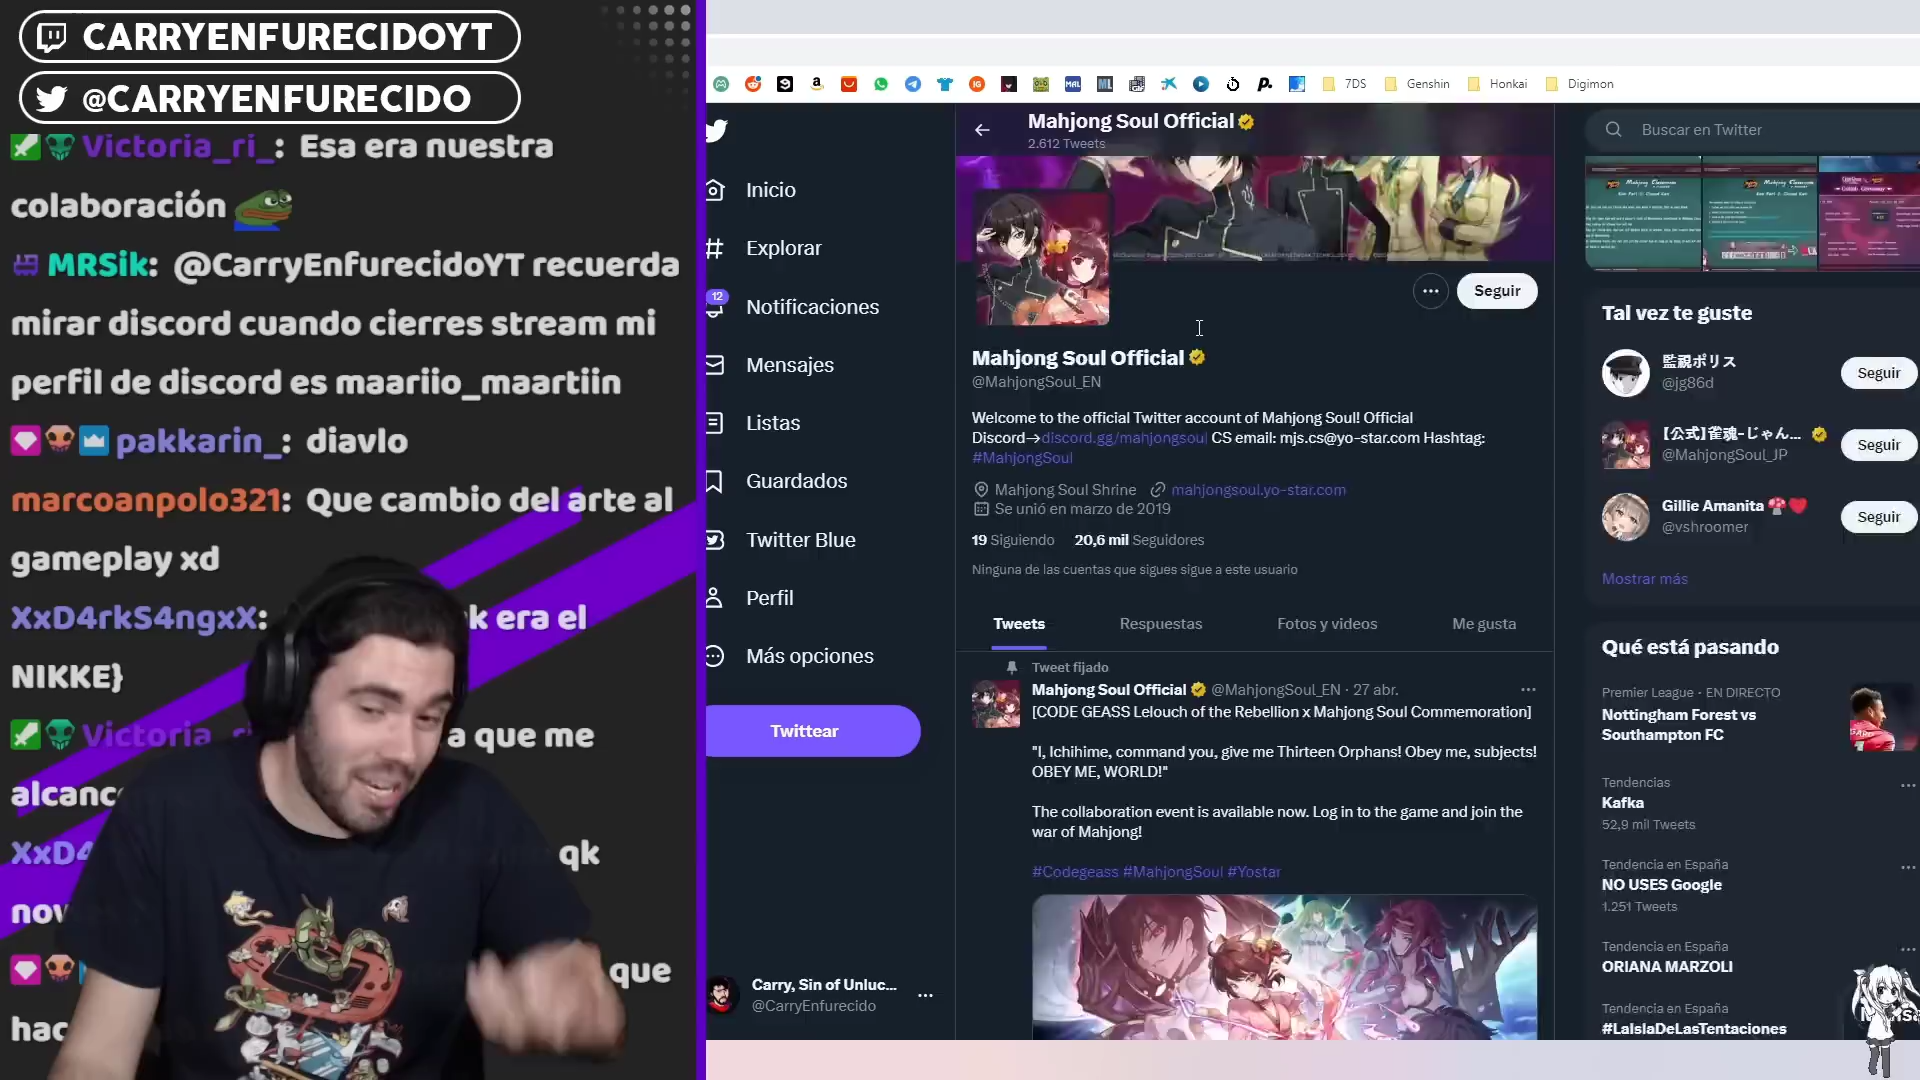 CARRYENFURECIDOYT
@CARRYENFURECIDO
Victoria_ri_: Esa era nuestra
colaboración
MRSik: @CarryEnfurecidoYT recuerda
mirar discord cuando cierres stream mi
perfil de discord es maariio_maartiin
pakkarin_: diavlo
marcoanpolo321: Que cambio del arte al
gameplay xd
XxD4rkS4ngxX: k era el
NIKKE}
Victoria_ a que me
XxD4 qk
que
7DS
Genshin
Honkai
Digimon
Inicio
Explorar
12
Notificaciones
Mensajes
Listas
Guardados
Twitter Blue
Perfil
Más opciones
Twittear
Carry, Sin of Unluc...
@CarryEnfurecido
Mahjong Soul Official
2.612 Tweets
Seguir
Mahjong Soul Official
@MahjongSoul_EN
Welcome to the official Twitter account of Mahjong Soul! Official
Discord→discord.gg/mahjongsoul CS email: mjs.cs@yo-star.com Hashtag:
#MahjongSoul
Mahjong Soul Shrine mahjongsoul.yo-star.com
Se unió en marzo de 2019
19 Siguiendo 20,6 mil Seguidores
Ninguna de las cuentas que sigues sigue a este usuario
Tweets Respuestas Fotos y videos Me gusta
Tweet fijado
Mahjong Soul Official @MahjongSoul_EN · 27 abr.
[CODE GEASS Lelouch of the Rebellion x Mahjong Soul Commemoration]
"I, Ichihime, command you, give me Thirteen Orphans! Obey me, subjects!
OBEY ME, WORLD!"
The collaboration event is available now. Log in to the game and join the
war of Mahjong!
#Codegeass #MahjongSoul #Yostar
Buscar en Twitter
Tal vez te guste
監視ポリス
@jg86d
Seguir
【公式】雀魂-じゃん...
@MahjongSoul_JP
Seguir
Gillie Amanita
@vshroomer
Seguir
Mostrar más
Qué está pasando
Premier League · EN DIRECTO
Nottingham Forest vs
Southampton FC
Tendencias
Kafka
52,9 mil Tweets
Tendencia en España
NO USES Google
1.251 Tweets
Tendencia en España
ORIANA MARZOLI
Tendencia en España
#LaIslaDeLasTentaciones